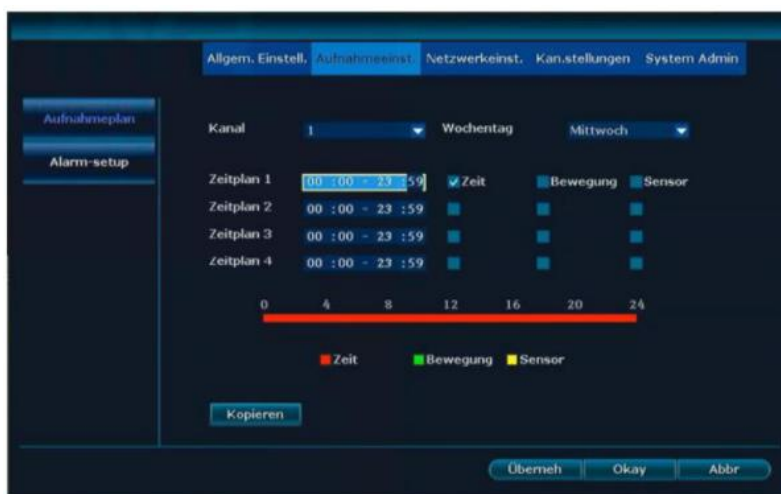 Allgem. Einstell. Aufnahmeeinst. Netzwerkeinst. Kan.stellungen System Admin
Aufnahmeplan
Alarm-setup
Kanal 1 Wochentag Mittwoch
Zeitplan 1 00 :00 - 23 :59 Zeit Bewegung Sensor
Zeitplan 2 00 :00 - 23 :59
Zeitplan 3 00 :00 - 23 :59
Zeitplan 4 00 :00 - 23 :59
0 4 8 12 16 20 24
Zeit Bewegung Sensor
Kopieren
Überneh Okay Abbr